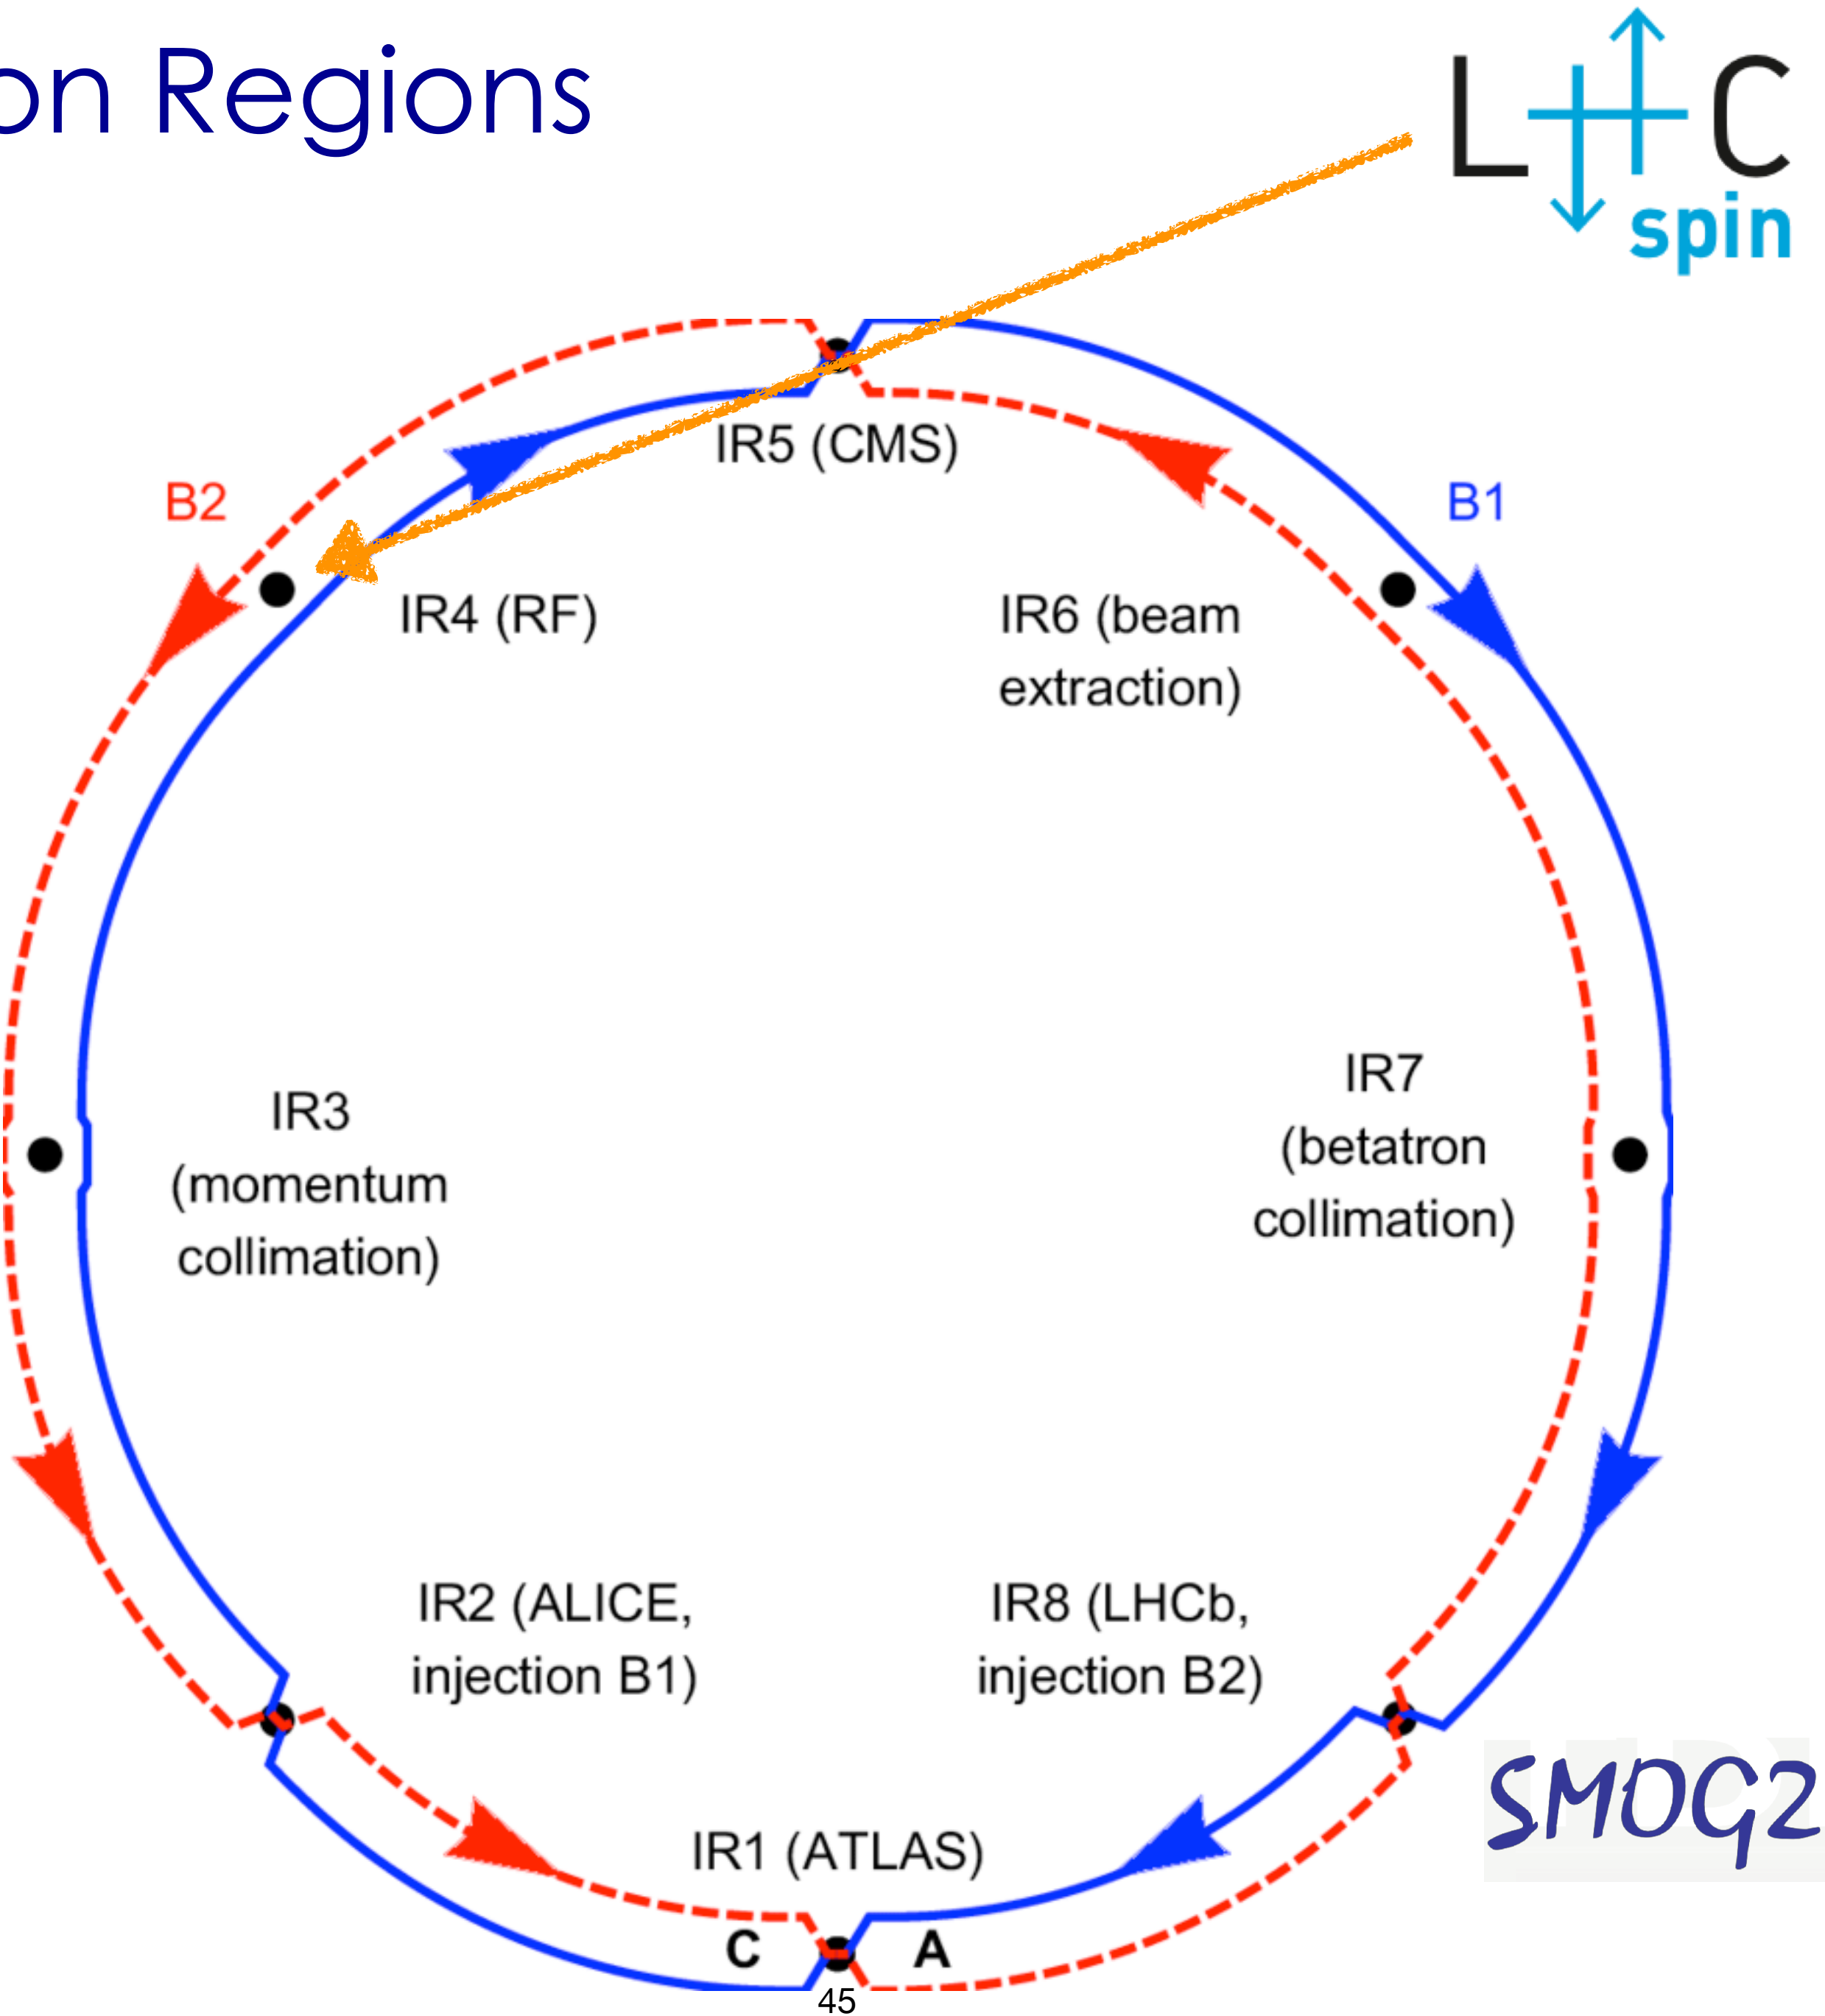 on Regions
LHC
spin
IR5 (CMS)
B2
B1
IR4 (RF)
IR6 (beam
extraction)
IR3
(momentum
collimation)
IR7
(betatron
collimation)
IR2 (ALICE,
injection B1)
IR8 (LHCb,
injection B2)
SMOG2
IR1 (ATLAS)
C
A
45